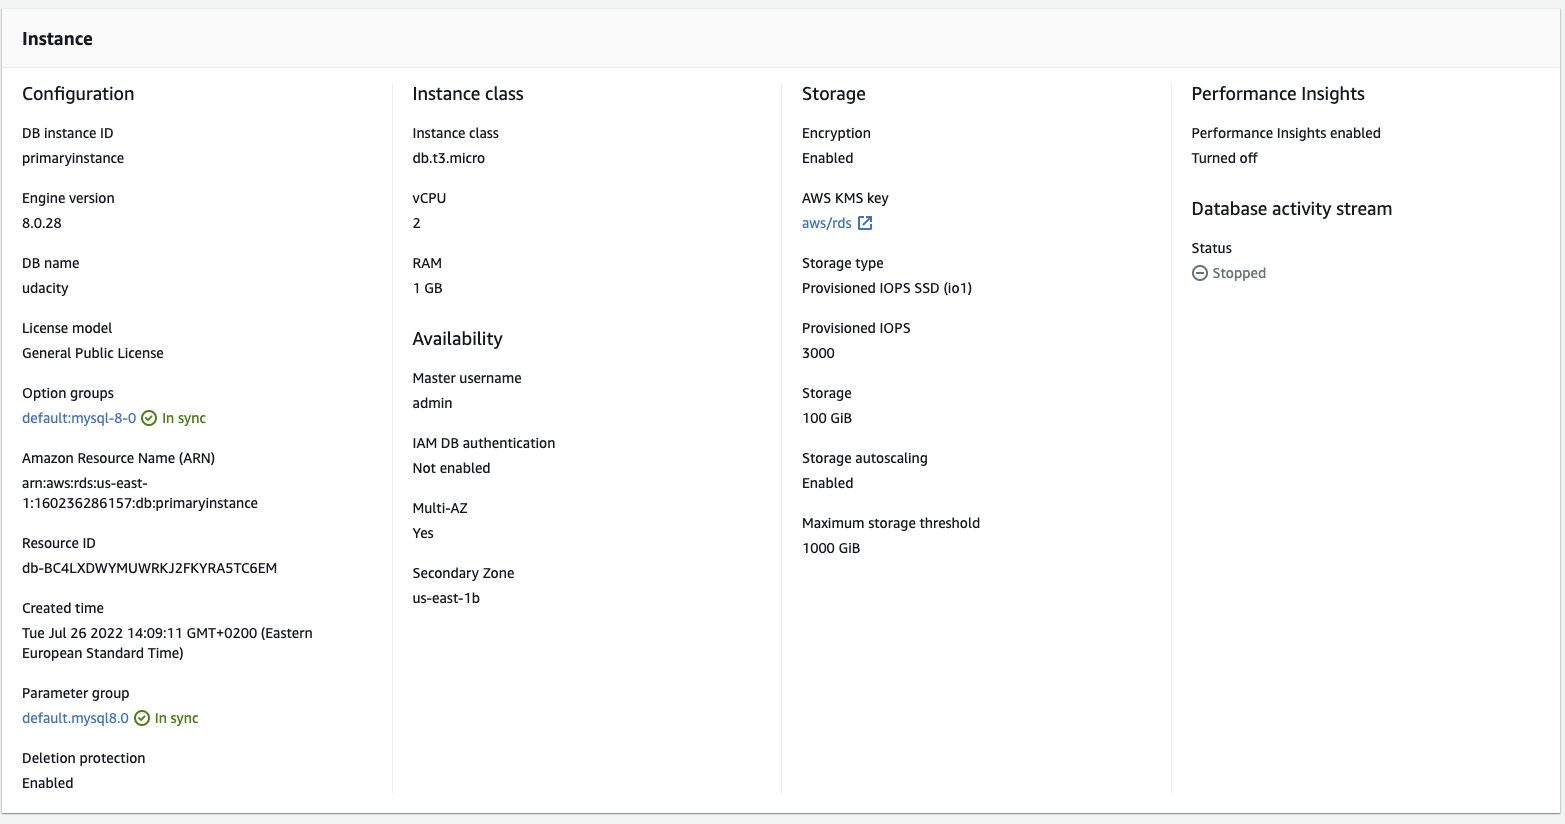 Instance
Configuration
DB instance ID
primaryinstance
Engine version
8.0.28
DB name
udacity
License model
General Public License
Option groups
default:mysql-8-0 In sync
Amazon Resource Name (ARN)
arn:aws:rds:us-east-
1:160236286157:db:primaryinstance
Resource ID
db-BC4LXDWYMUWRKJ2FKYRA5TC6EM
Created time
Tue Jul 26 2022 14:09:11 GMT+0200 (Eastern
European Standard Time)
Parameter group
default.mysql8.0 In sync
Deletion protection
Enabled
Instance class
Instance class
db.t3.micro
vCPU
2
RAM
1 GB
Availability
Master username
admin
IAM DB authentication
Not enabled
Multi-AZ
Yes
Secondary Zone
us-east-1b
Storage
Encryption
Enabled
AWS KMS key
aws/rds
Storage type
Provisioned IOPS SSD (io1)
Provisioned IOPS
3000
Storage
100 GiB
Storage autoscaling
Enabled
Maximum storage threshold
1000 GiB
Performance Insights
Performance Insights enabled
Turned off
Database activity stream
Status
Stopped